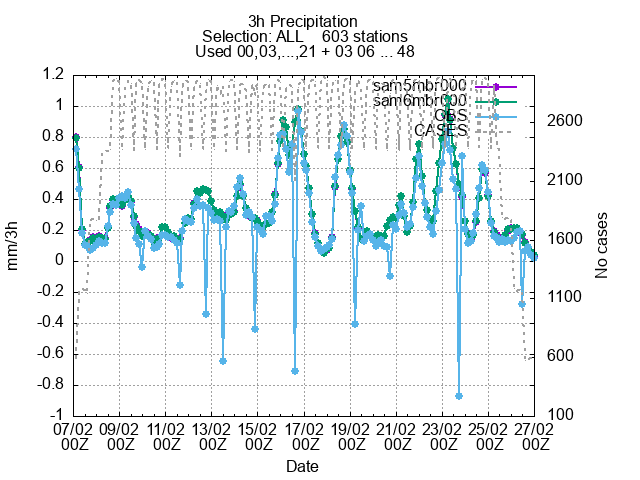 3h Precipitation
Selection: ALL    603 stations
Used 00,03,...,21 + 03 06 ... 48
sam5mbr000
sam6mbr000
OBS
CASES
1.2
1
0.8
0.6
0.4
0.2
0
-0.2
-0.4
-0.6
-0.8
-1
mm/3h
2600
2100
1600
1100
600
100
No cases
07/02 09/02 11/02 13/02 15/02 17/02 19/02 21/02 23/02 25/02 27/02
00Z 00Z 00Z 00Z 00Z 00Z 00Z 00Z 00Z 00Z 00Z
Date